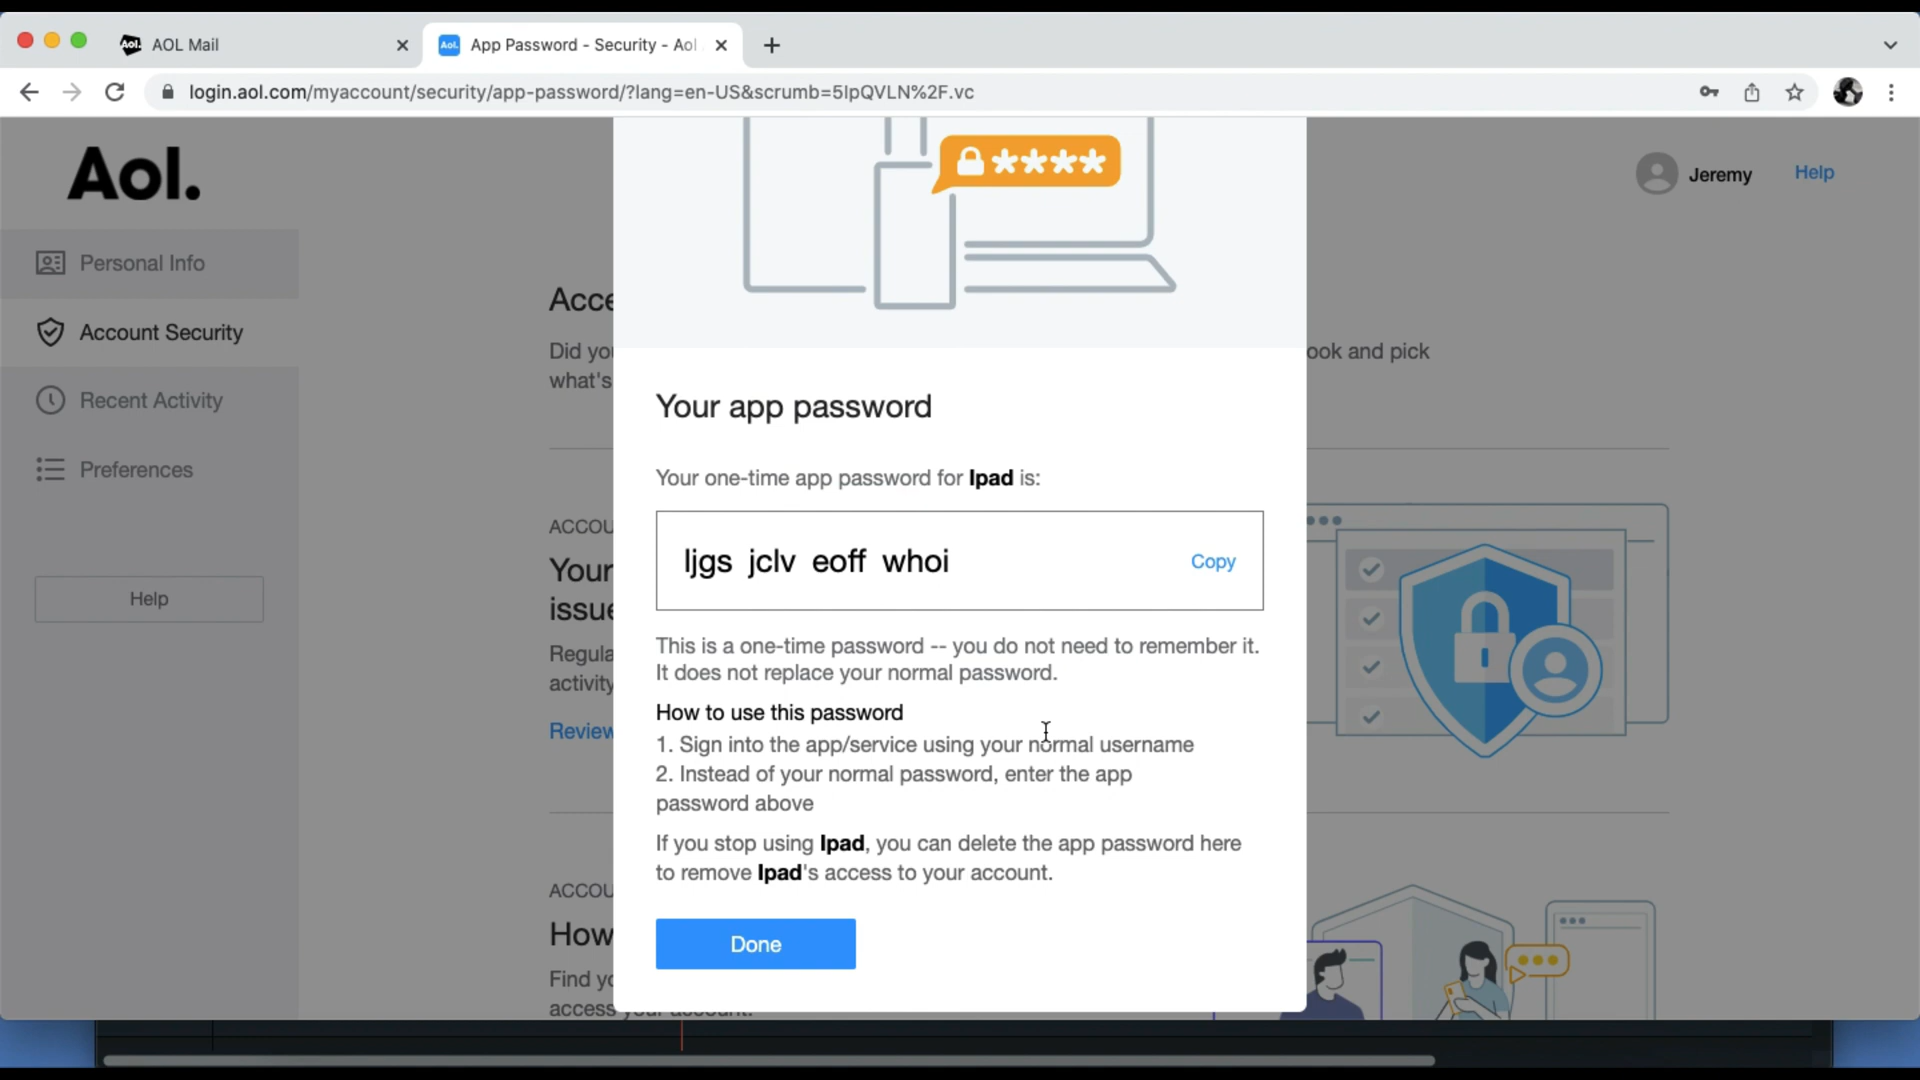 Aol. AOL Mail
Aol. App Password - Security - Aol
login.aol.com/myaccount/security/app-password/?lang=en-US&scrumb=5lpQVLN%2F.vc
Aol.
Jeremy
Help
Personal Info
Account Security
Recent Activity
Preferences
Help
****
Your app password
Your one-time app password for Ipad is:
ljgs jclv eoff whoi
Copy
This is a one-time password -- you do not need to remember it.
It does not replace your normal password.
How to use this password
1. Sign into the app/service using your normal username
2. Instead of your normal password, enter the app
password above
If you stop using Ipad, you can delete the app password here
to remove Ipad's access to your account.
Done
Acce
Did you
ook and pick
what's
ACCOU
Your
issue
Regula
activity
Review
ACCOU
How
Find yo
access your account.